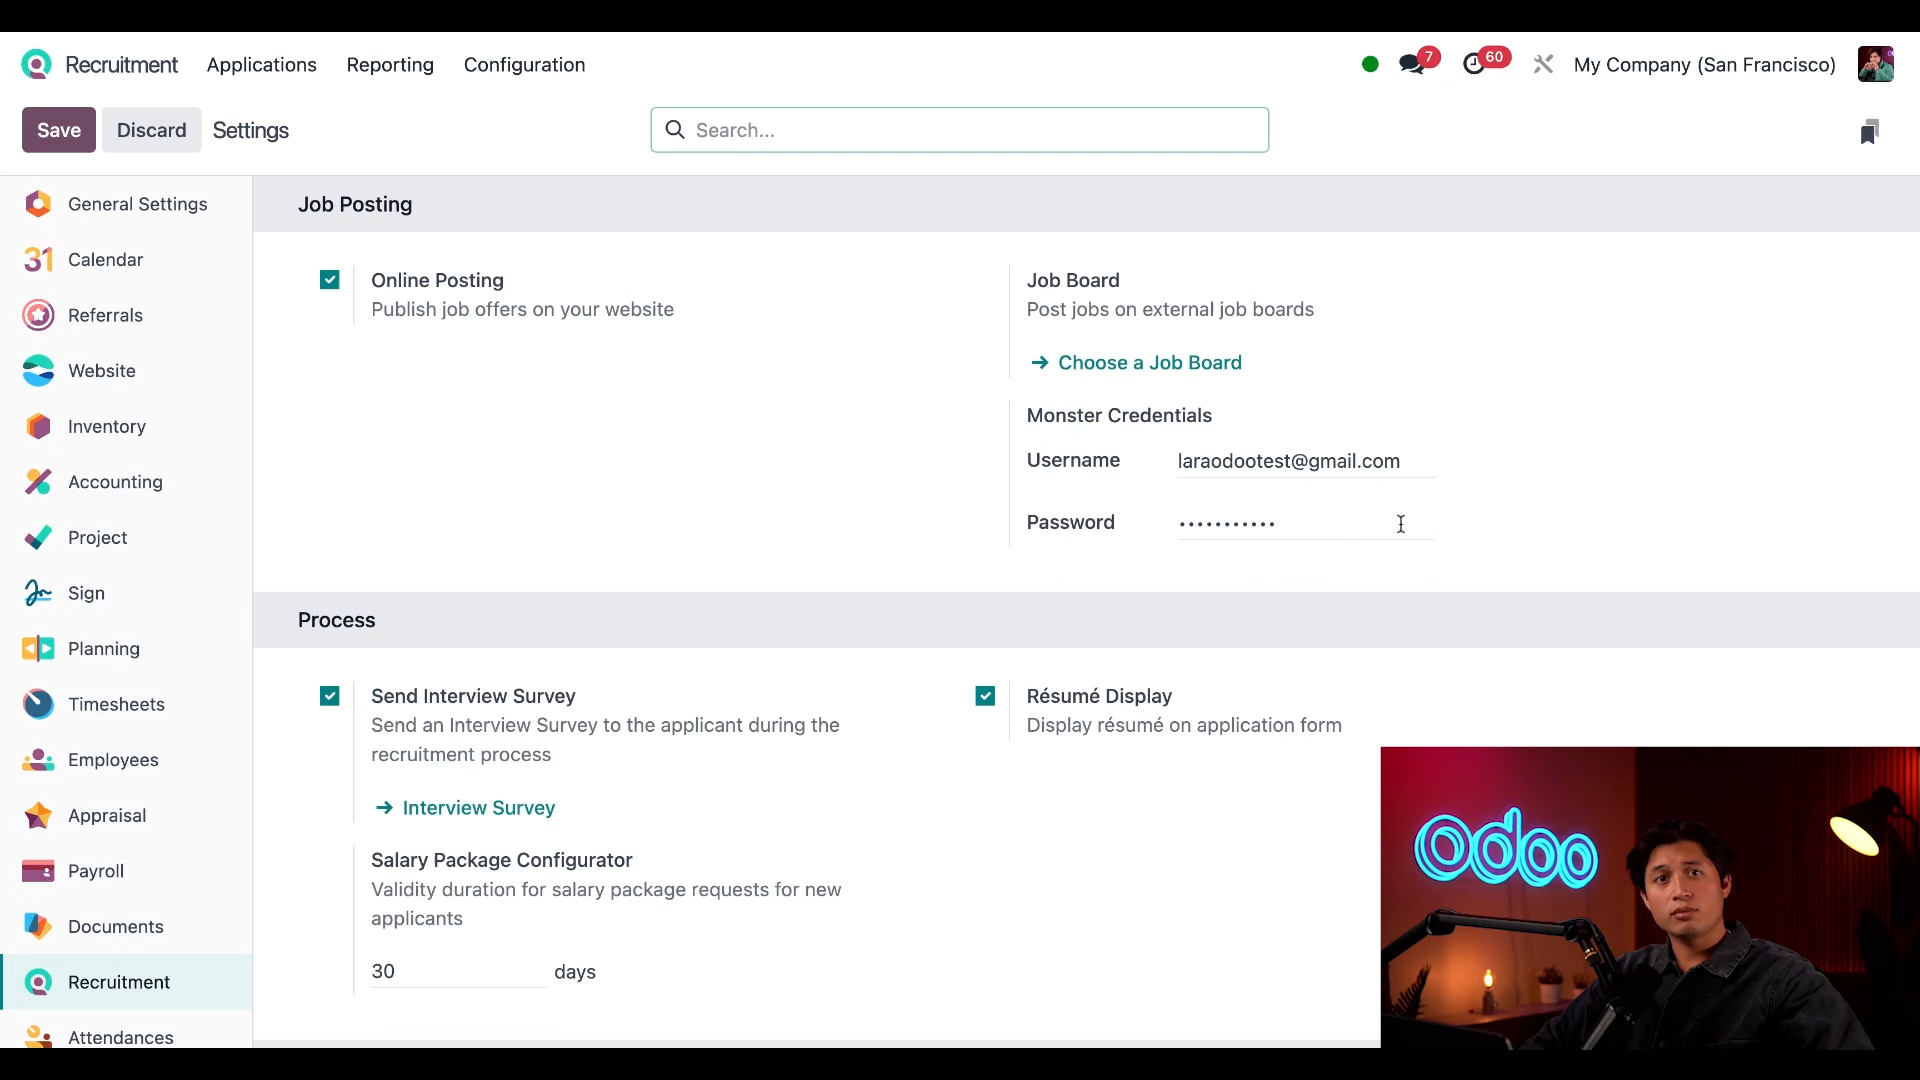 Recruitment Applications Reporting Configuration 7 60 My Company (San Francisco)
Save Discard Settings Search...
General Settings
31 Calendar
Referrals
Website
Inventory
Accounting
Project
Sign
Planning
Timesheets
Employees
Appraisal
Payroll
Documents
Recruitment
Attendances
Job Posting
Online Posting
Publish job offers on your website
Job Board
Post jobs on external job boards
→ Choose a Job Board
Monster Credentials
Username laraodootest@gmail.com
Password ···········
Process
Send Interview Survey
Send an Interview Survey to the applicant during the
recruitment process
→ Interview Survey
Résumé Display
Display résumé on application form
Salary Package Configurator
Validity duration for salary package requests for new
applicants
30 days
odoo